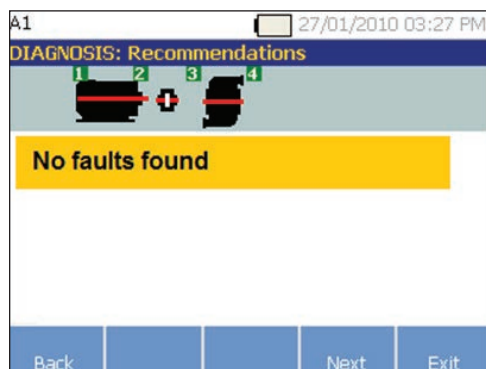 A1 27/01/2010 03:27 PM
DIAGNOSIS: Recommendations
1 2 3 4
No faults found
Back Next Exit